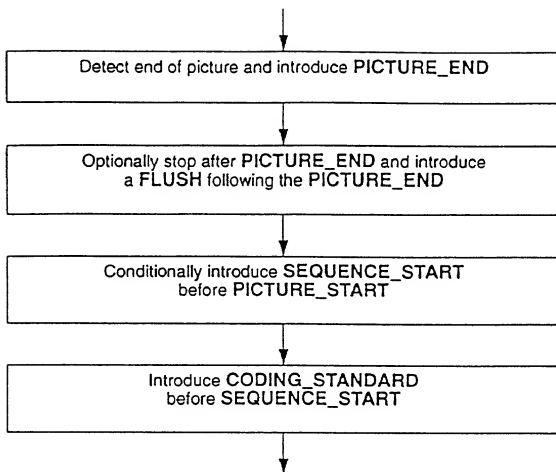 Detect end of picture and introduce PICTURE_END
Optionally stop after PICTURE_END and introduce
a FLUSH following the PICTURE_END
Conditionally introduce SEQUENCE_START
before PICTURE_START
Introduce CODING_STANDARD
before SEQUENCE_START